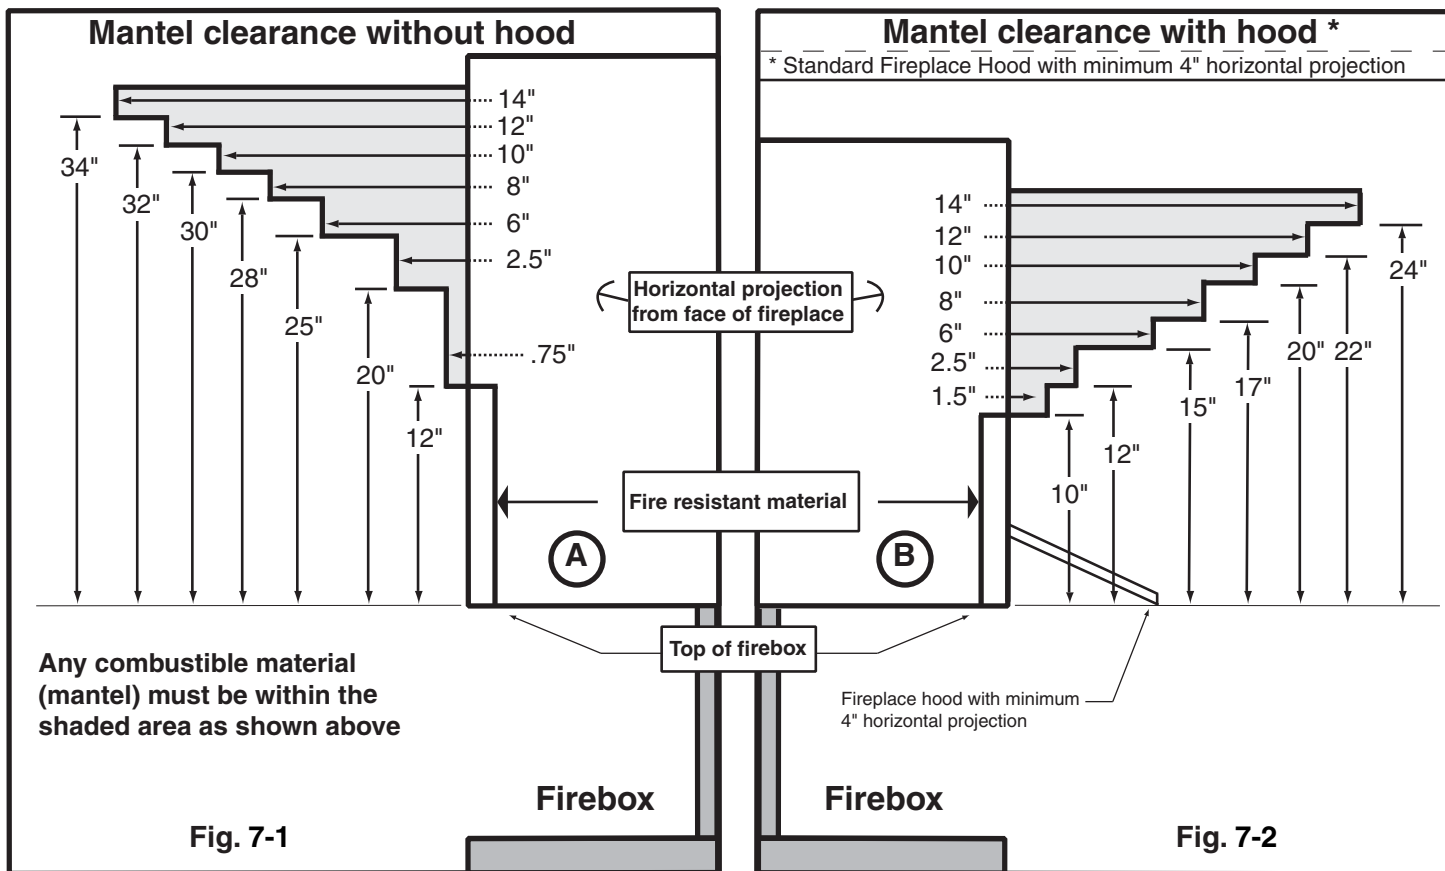 Mantel clearance without hood
14"
12"
10"
8"
6"
2.5"
.75"
34"
32"
30"
28"
25"
20"
12"
Mantel clearance with hood *
* Standard Fireplace Hood with minimum 4" horizontal projection
14"
12"
10"
8"
6"
2.5"
1.5"
24"
22"
20"
17"
15"
12"
10"
Horizontal projection
from face of fireplace
Fire resistant material
A
B
Top of firebox
Any combustible material
(mantel) must be within the
shaded area as shown above
Fireplace hood with minimum
4" horizontal projection
Firebox
Firebox
Fig. 7-1
Fig. 7-2